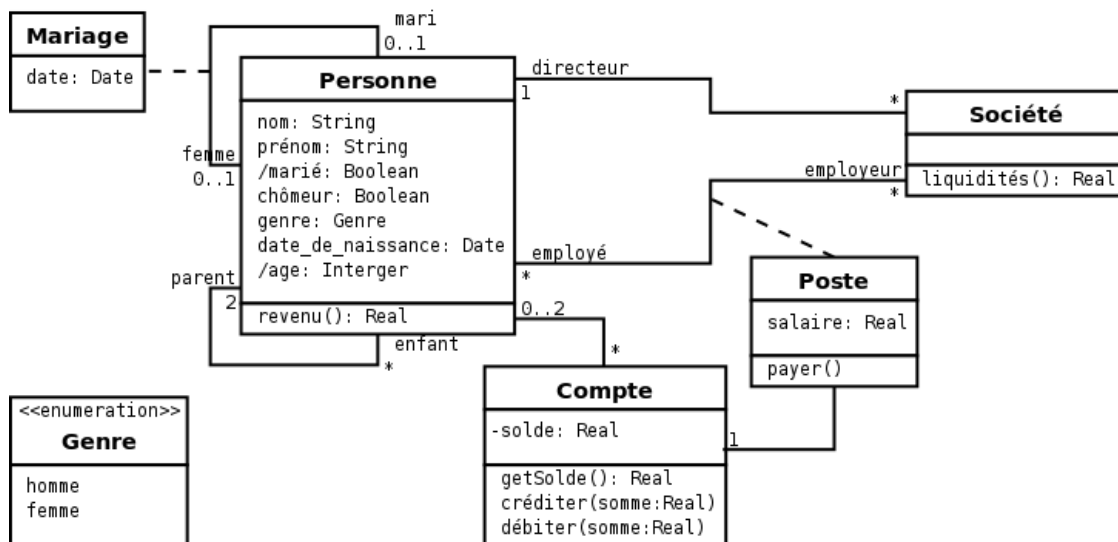 mari
0..1
Mariage
date: Date
Personne
nom: String
prénom: String
/marié: Boolean
chômeur: Boolean
genre: Genre
date_de_naissance: Date
/age: Interger
revenu(): Real
femme
0..1
parent
2
enfant
*
directeur
1
*
Société
liquidités(): Real
employeur
*
employé
*
0..2
*
Poste
salaire: Real
payer()
1
Compte
-solde: Real
getSolde(): Real
créditer(somme:Real)
débiter(somme:Real)
<<enumeration>>
Genre
homme
femme